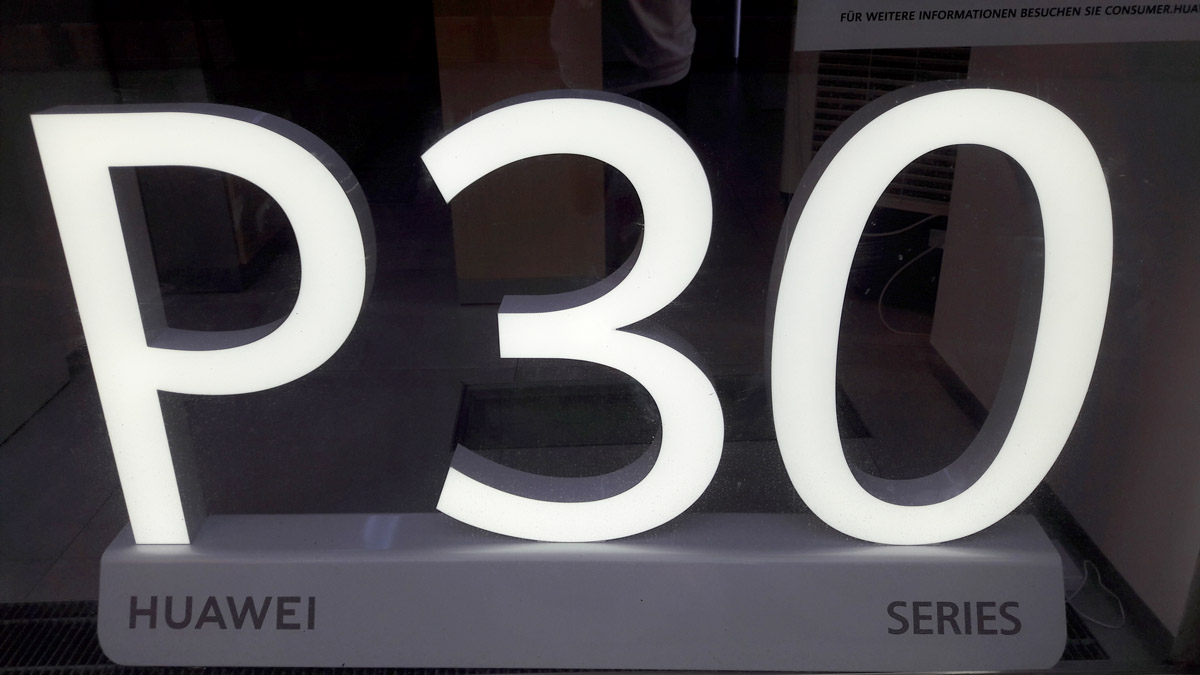 FÜR WEITERE INFORMATIONEN BESUCHEN SIE CONSUMER.HUA
P30
HUAWEI SERIES